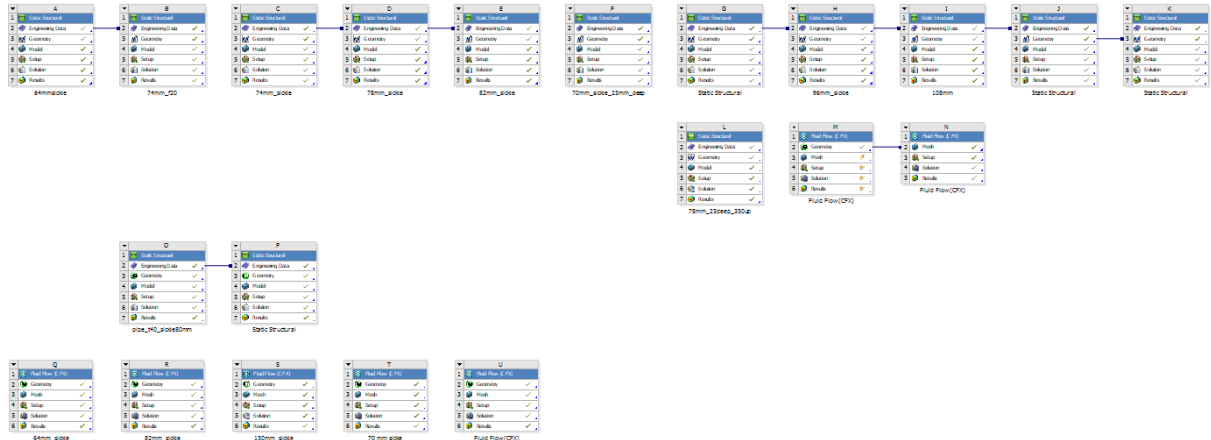 A
1 Static Structural
2 Engineering Data
3 Geometry
4 Model
5 Setup
6 Solution
7 Results
64mmsickle
B
1 Static Structural
2 Engineering Data
3 Geometry
4 Model
5 Setup
6 Solution
7 Results
74mm_f20
C
1 Static Structural
2 Engineering Data
3 Geometry
4 Model
5 Setup
6 Solution
7 Results
74mm_sickle
D
1 Static Structural
2 Engineering Data
3 Geometry
4 Model
5 Setup
6 Solution
7 Results
78mm_sickle
E
1 Static Structural
2 Engineering Data
3 Geometry
4 Model
5 Setup
6 Solution
7 Results
82mm_sickle
F
1 Static Structural
2 Engineering Data
3 Geometry
4 Model
5 Setup
6 Solution
7 Results
70mm_sickle_25mm_deep
G
1 Static Structural
2 Engineering Data
3 Geometry
4 Model
5 Setup
6 Solution
7 Results
Static Structural
H
1 Static Structural
2 Engineering Data
3 Geometry
4 Model
5 Setup
6 Solution
7 Results
96mm_sickle
I
1 Static Structural
2 Engineering Data
3 Geometry
4 Model
5 Setup
6 Solution
7 Results
108mm
J
1 Static Structural
2 Engineering Data
3 Geometry
4 Model
5 Setup
6 Solution
7 Results
Static Structural
K
1 Static Structural
2 Engineering Data
3 Geometry
4 Model
5 Setup
6 Solution
7 Results
Static Structural
L
1 Static Structural
2 Engineering Data
3 Geometry
4 Model
5 Setup
6 Solution
7 Results
78mm_25deep_350up
M
1 Fluid Flow (CFX)
2 Geometry
3 Mesh
4 Setup
5 Solution
6 Results
Fluid Flow(CFX)
N
1 Fluid Flow (CFX)
2 Mesh
3 Setup
4 Solution
5 Results
Fluid Flow(CFX)
O
1 Static Structural
2 Engineering Data
3 Geometry
4 Model
5 Setup
6 Solution
7 Results
pipe_t40_sickle80mm
P
1 Static Structural
2 Engineering Data
3 Geometry
4 Model
5 Setup
6 Solution
7 Results
Static Structural
Q
1 Fluid Flow (CFX)
2 Geometry
3 Mesh
4 Setup
5 Solution
6 Results
64mm_sickle
R
1 Fluid Flow (CFX)
2 Geometry
3 Mesh
4 Setup
5 Solution
6 Results
82mm_sickle
S
1 Fluid Flow (CFX)
2 Geometry
3 Mesh
4 Setup
5 Solution
6 Results
130mm_sickle
T
1 Fluid Flow (CFX)
2 Geometry
3 Mesh
4 Setup
5 Solution
6 Results
70 mm sickle
U
1 Fluid Flow (CFX)
2 Geometry
3 Mesh
4 Setup
5 Solution
6 Results
Fluid Flow(CFX)